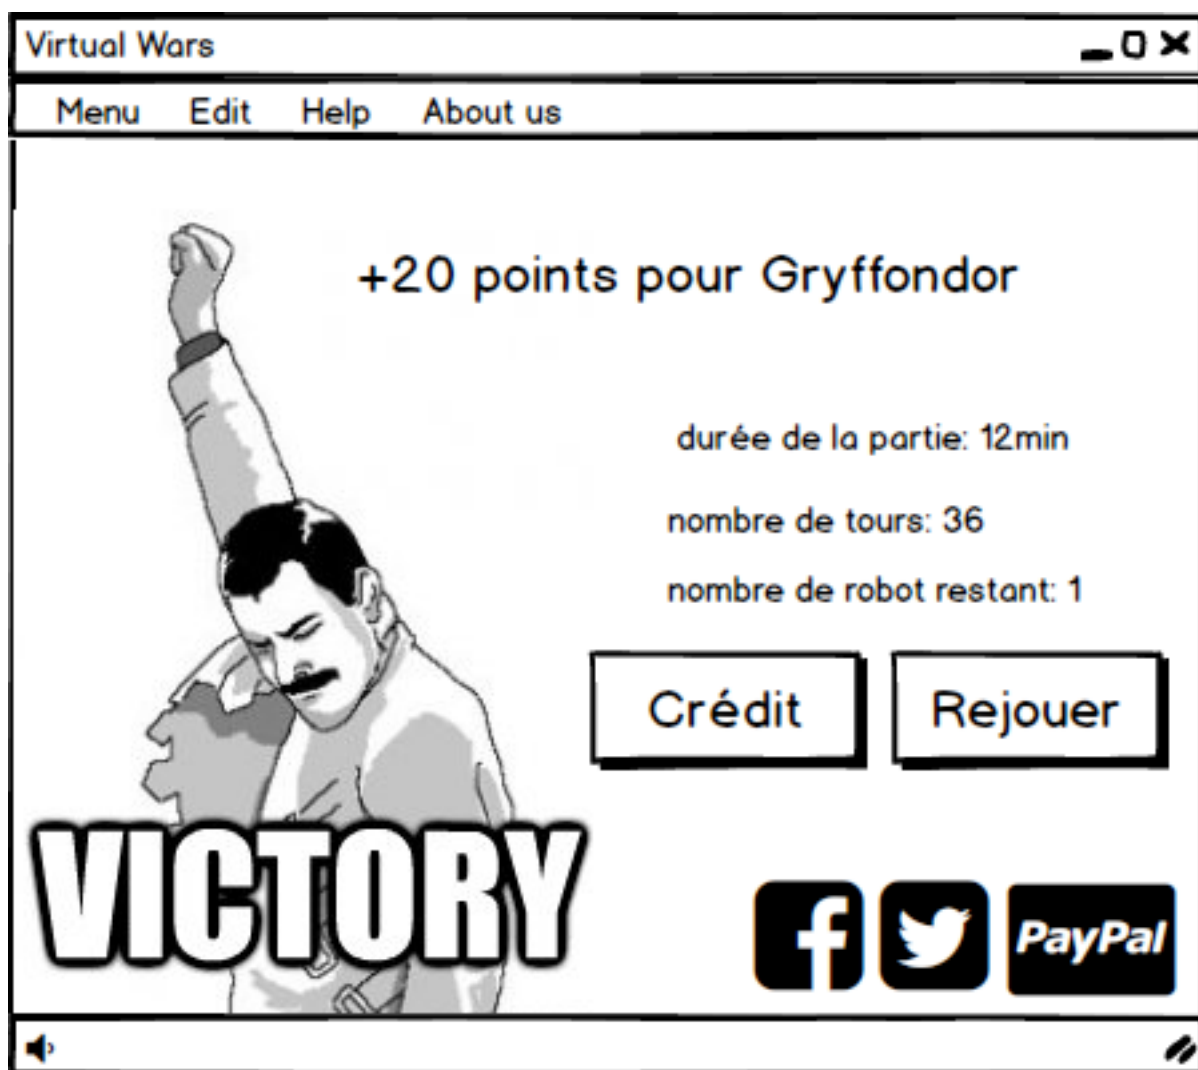 Virtual Wars
Menu Edit Help About us
+20 points pour Gryffondor
durée de la partie: 12min
nombre de tours: 36
nombre de robot restant: 1
Crédit Rejouer
VICTORY
PayPal